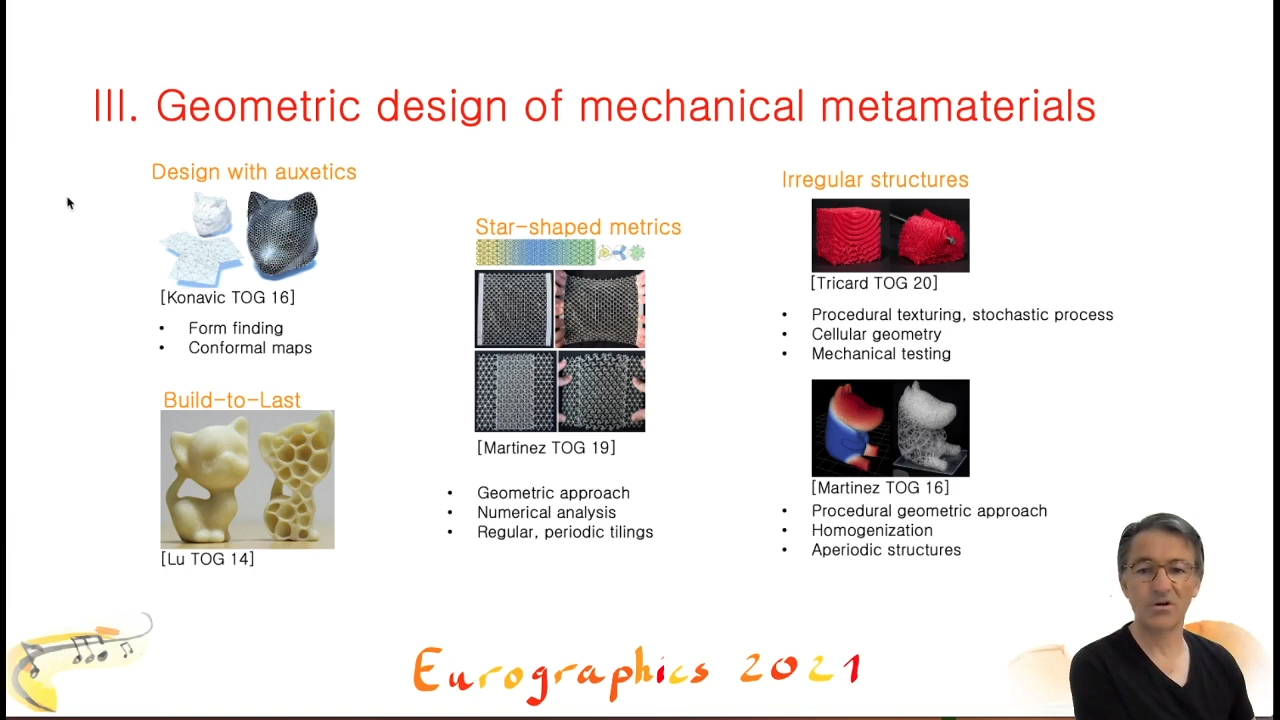 III. Geometric design of mechanical metamaterials
Design with auxetics
[Konavic TOG 16]
• Form finding
• Conformal maps
Build-to-Last
[Lu TOG 14]
Star-shaped metrics
[Martinez TOG 19]
• Geometric approach
• Numerical analysis
• Regular, periodic tilings
Irregular structures
[Tricard TOG 20]
• Procedural texturing, stochastic process
• Cellular geometry
• Mechanical testing
[Martinez TOG 16]
• Procedural geometric approach
• Homogenization
• Aperiodic structures
Eurographics 2021